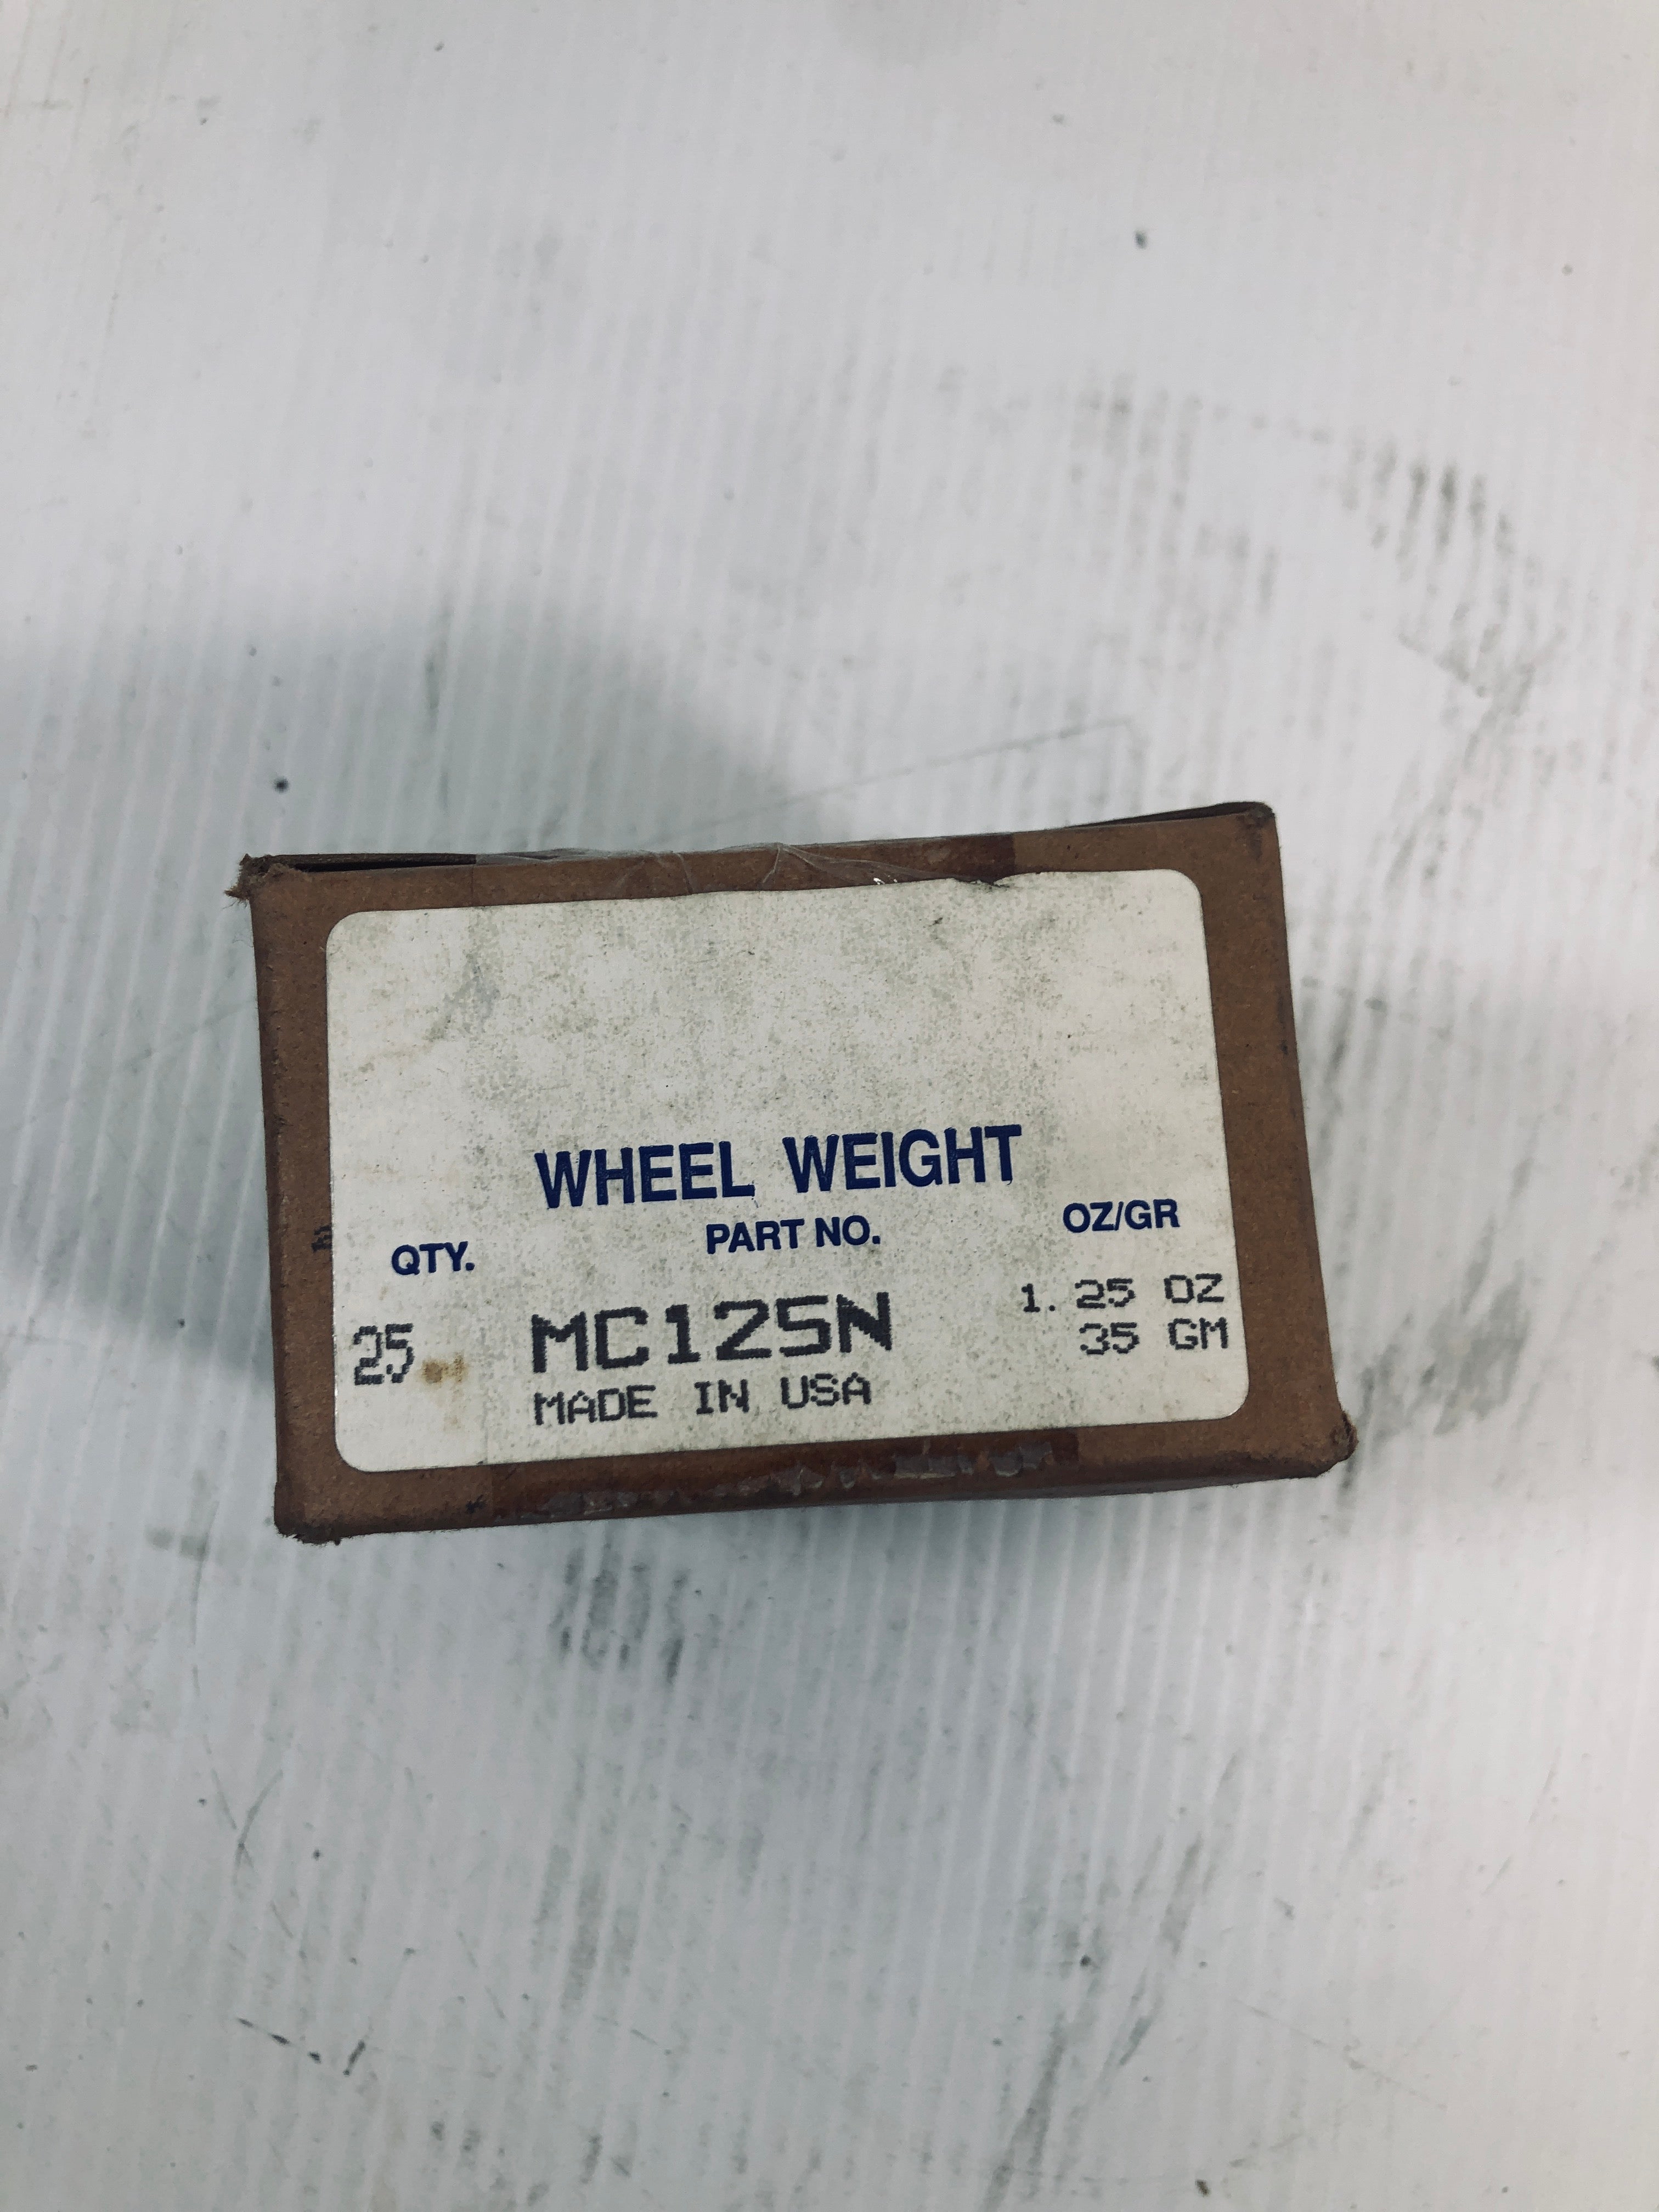 WHEEL WEIGHT
QTY. PART NO. OZ/GR
25 MC125N 1.25 OZ
35 GM
MADE IN USA